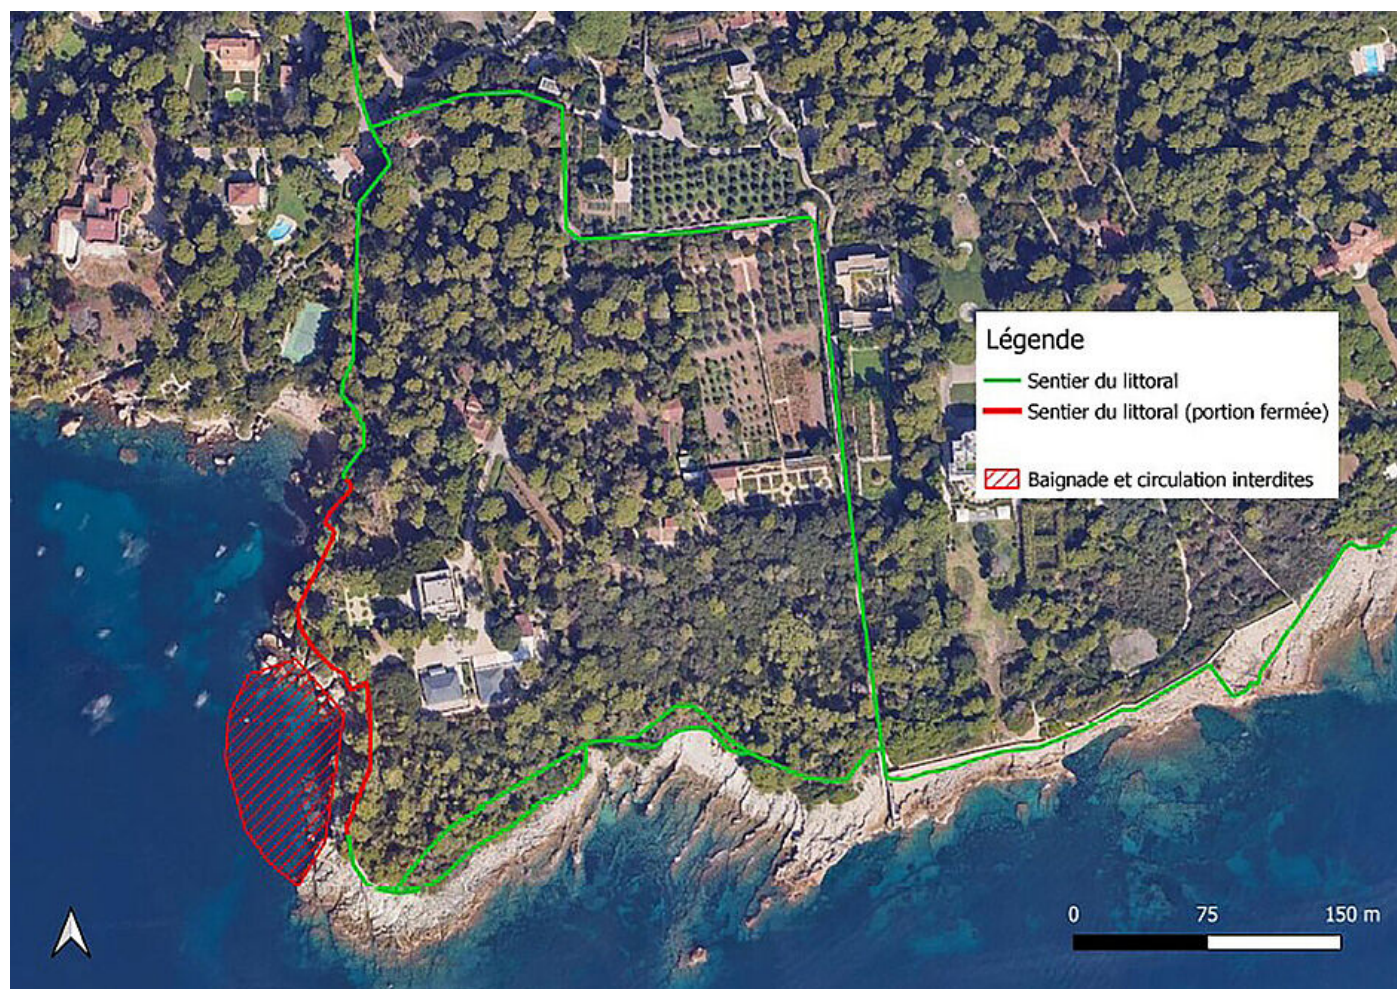 Légende
Sentier du littoral
Sentier du littoral (portion fermée)
Baignade et circulation interdites
0 75 150 m